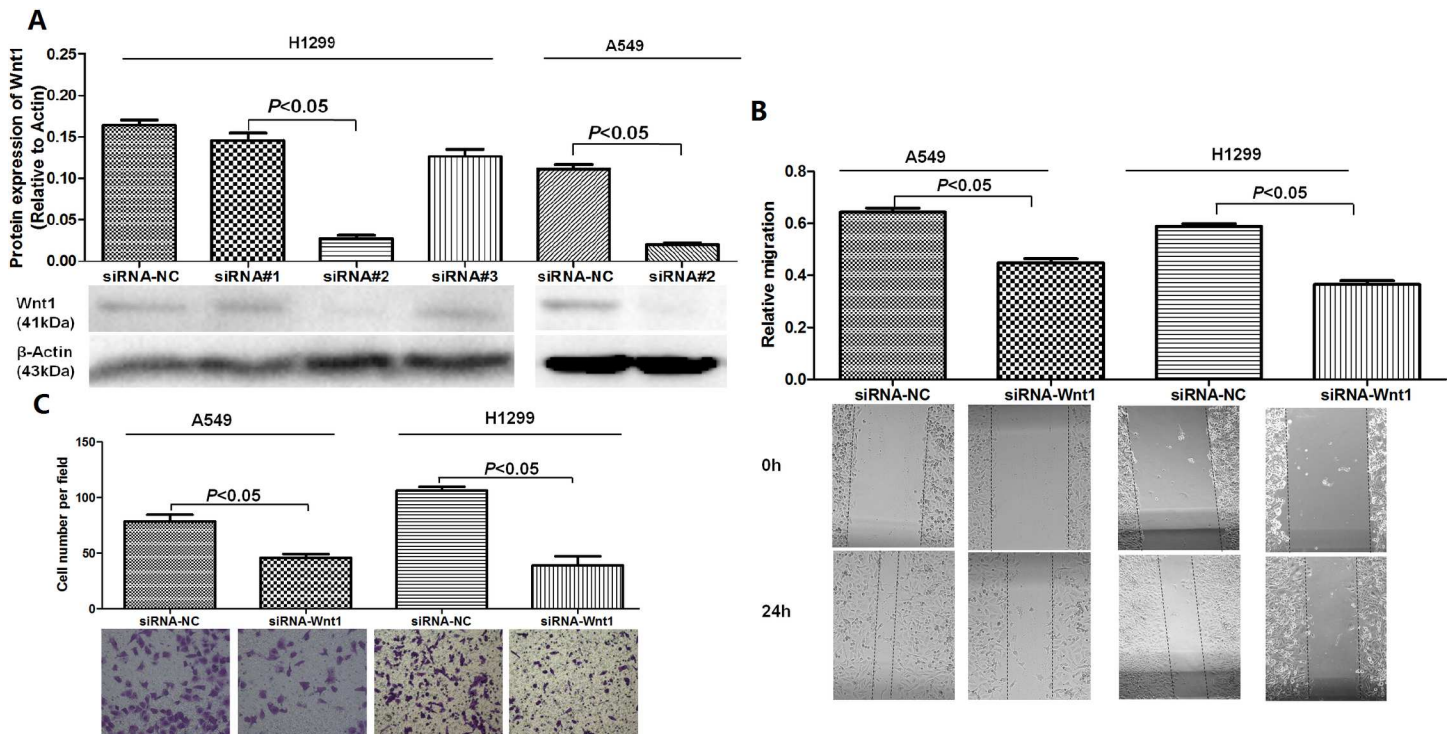 A
H1299
A549
Protein expression of Wnt1
(Relative to Actin)
0.25
0.20
0.15
0.10
0.05
0.00
P<0.05
P<0.05
siRNA-NC siRNA#1 siRNA#2 siRNA#3 siRNA-NC siRNA#2
Wnt1
(41kDa)
β-Actin
(43kDa)
B
A549
H1299
Relative migration
0.8
0.6
0.4
0.2
0.0
P<0.05
P<0.05
siRNA-NC siRNA-Wnt1 siRNA-NC siRNA-Wnt1
0h
24h
C
A549
H1299
Cell number per field
150
100
50
0
P<0.05
P<0.05
siRNA-NC siRNA-Wnt1 siRNA-NC siRNA-Wnt1